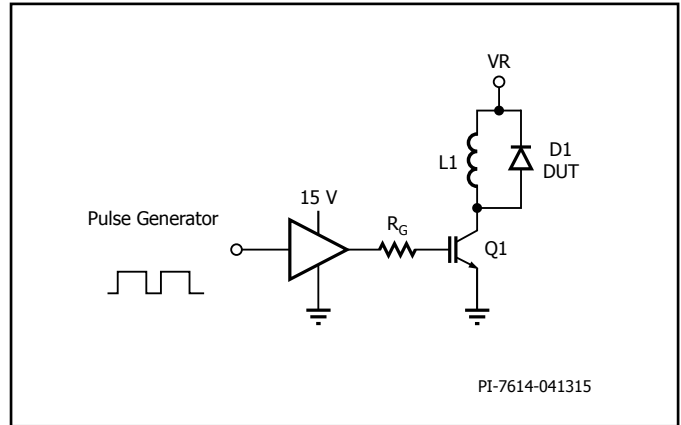 VR
L1
D1
DUT
15 V
Pulse Generator
RG
Q1
PI-7614-041315